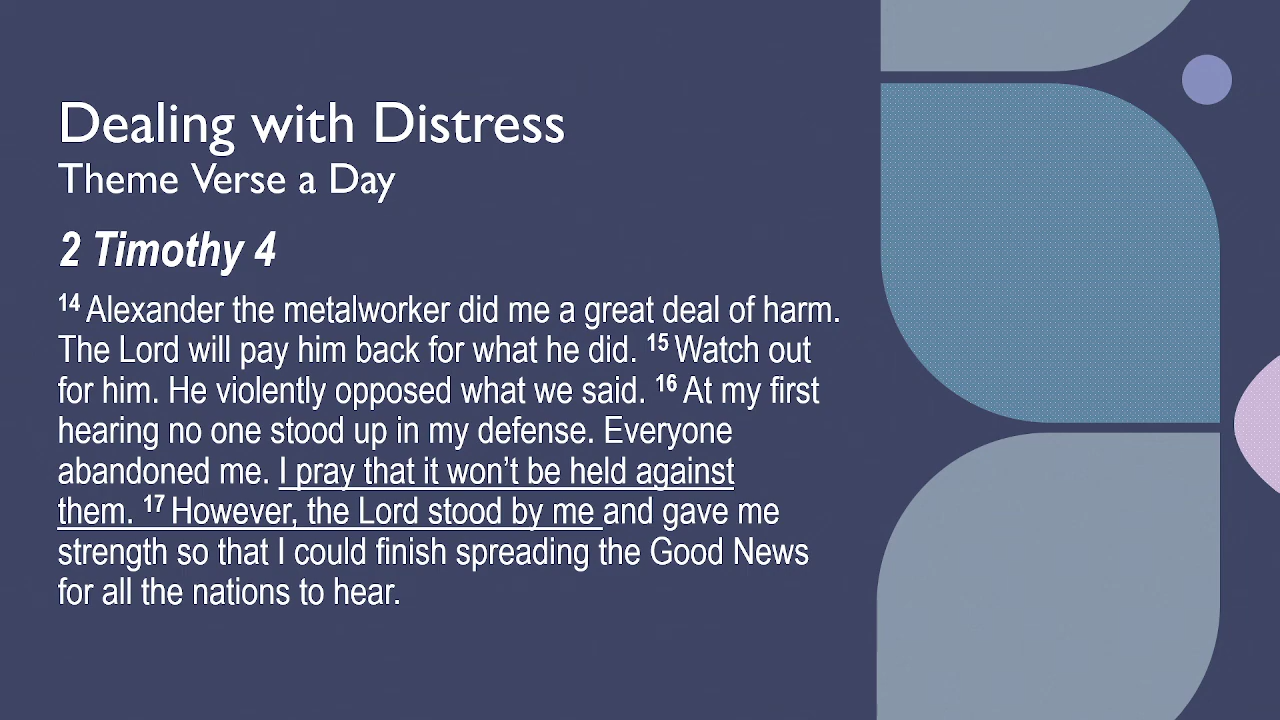 Dealing with Distress
Theme Verse a Day
2 Timothy 4
14 Alexander the metalworker did me a great deal of harm.
The Lord will pay him back for what he did. 15 Watch out
for him. He violently opposed what we said. 16 At my first
hearing no one stood up in my defense. Everyone
abandoned me. I pray that it won’t be held against
them. 17 However, the Lord stood by me and gave me
strength so that I could finish spreading the Good News
for all the nations to hear.